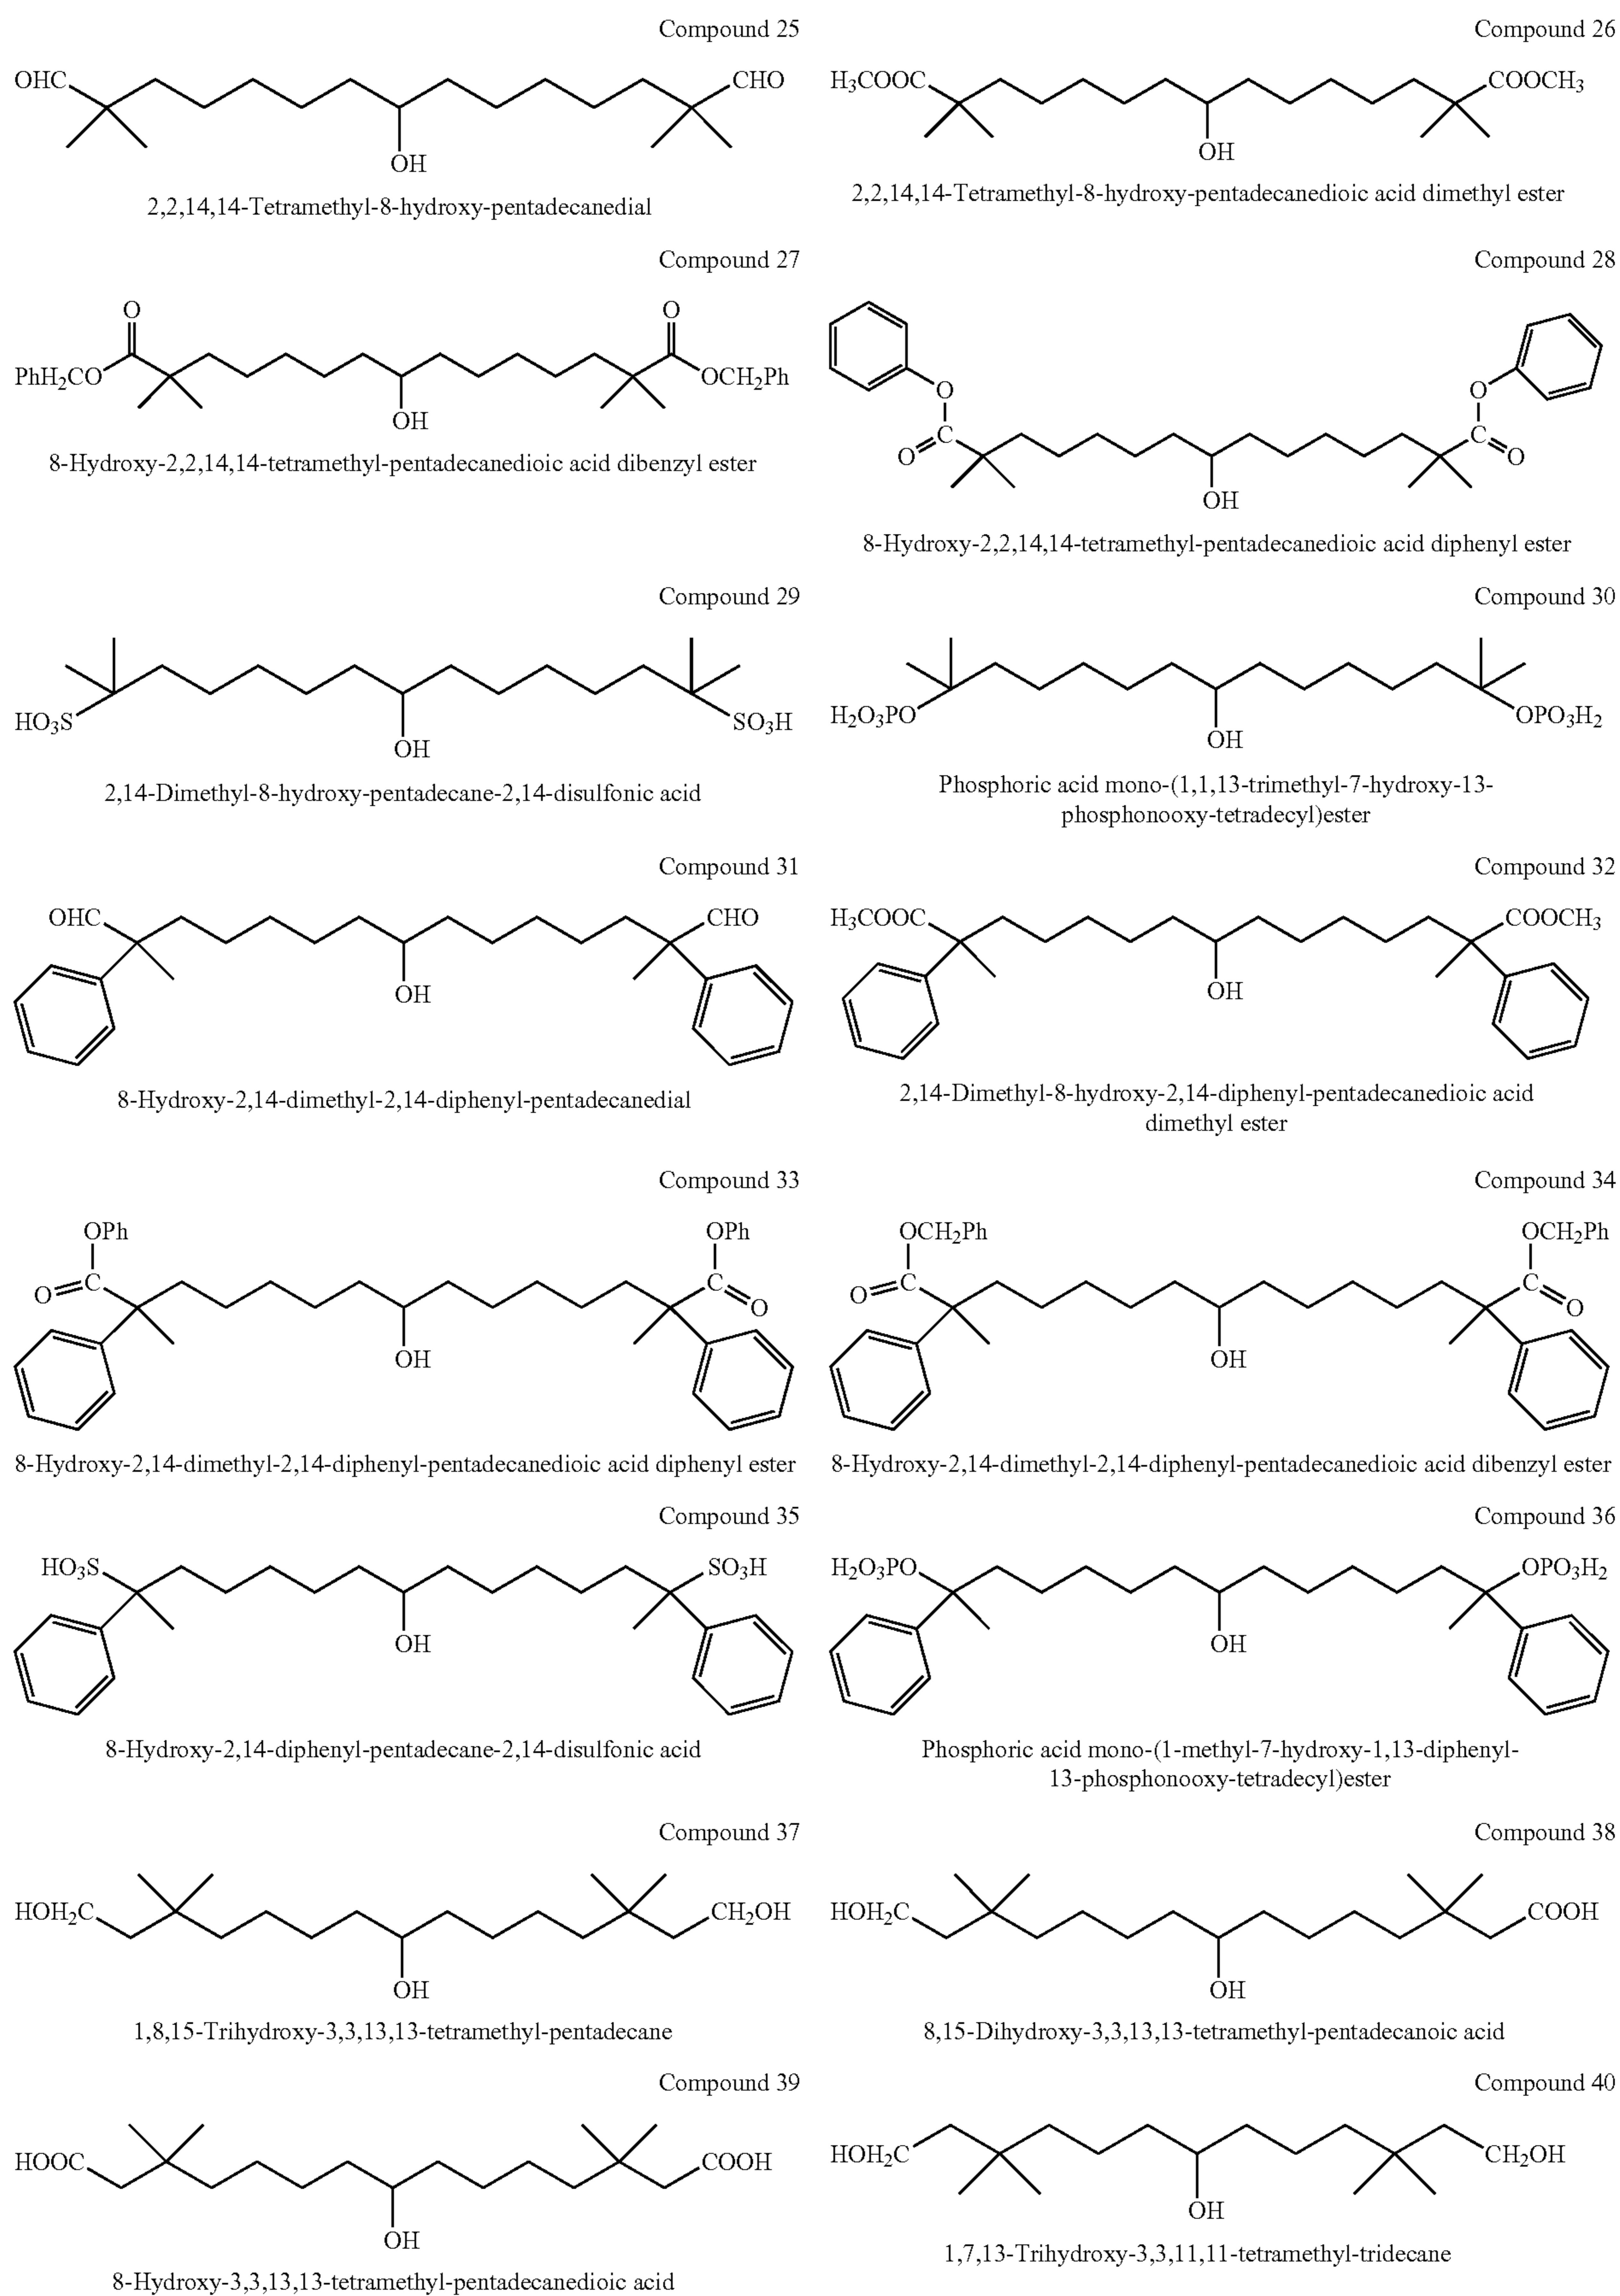 Compound 25
OHC
CHO
OH
2,2,14,14-Tetramethyl-8-hydroxy-pentadecanedial
Compound 26
H₃COOC
COOCH₃
OH
2,2,14,14-Tetramethyl-8-hydroxy-pentadecanedioic acid dimethyl ester
Compound 27
O
O
PhH₂CO
OCH₂Ph
OH
8-Hydroxy-2,2,14,14-tetramethyl-pentadecanedioic acid dibenzyl ester
Compound 28
O
O
C
C
O
O
OH
8-Hydroxy-2,2,14,14-tetramethyl-pentadecanedioic acid diphenyl ester
Compound 29
HO₃S
SO₃H
OH
2,14-Dimethyl-8-hydroxy-pentadecane-2,14-disulfonic acid
Compound 30
H₂O₃PO
OPO₃H₂
OH
Phosphoric acid mono-(1,1,13-trimethyl-7-hydroxy-13-
phosphonooxy-tetradecyl)ester
Compound 31
OHC
CHO
OH
8-Hydroxy-2,14-dimethyl-2,14-diphenyl-pentadecanedial
Compound 32
H₃COOC
COOCH₃
OH
2,14-Dimethyl-8-hydroxy-2,14-diphenyl-pentadecanedioic acid
dimethyl ester
Compound 33
OPh
OPh
C
C
O
O
OH
8-Hydroxy-2,14-dimethyl-2,14-diphenyl-pentadecanedioic acid diphenyl ester
Compound 34
OCH₂Ph
OCH₂Ph
C
C
O
O
OH
8-Hydroxy-2,14-dimethyl-2,14-diphenyl-pentadecanedioic acid dibenzyl ester
Compound 35
HO₃S
SO₃H
OH
8-Hydroxy-2,14-diphenyl-pentadecane-2,14-disulfonic acid
Compound 36
H₂O₃PO
OPO₃H₂
OH
Phosphoric acid mono-(1-methyl-7-hydroxy-1,13-diphenyl-
13-phosphonooxy-tetradecyl)ester
Compound 37
HOH₂C
CH₂OH
OH
1,8,15-Trihydroxy-3,3,13,13-tetramethyl-pentadecane
Compound 38
HOH₂C
COOH
OH
8,15-Dihydroxy-3,3,13,13-tetramethyl-pentadecanoic acid
Compound 39
HOOC
COOH
OH
8-Hydroxy-3,3,13,13-tetramethyl-pentadecanedioic acid
Compound 40
HOH₂C
CH₂OH
OH
1,7,13-Trihydroxy-3,3,11,11-tetramethyl-tridecane